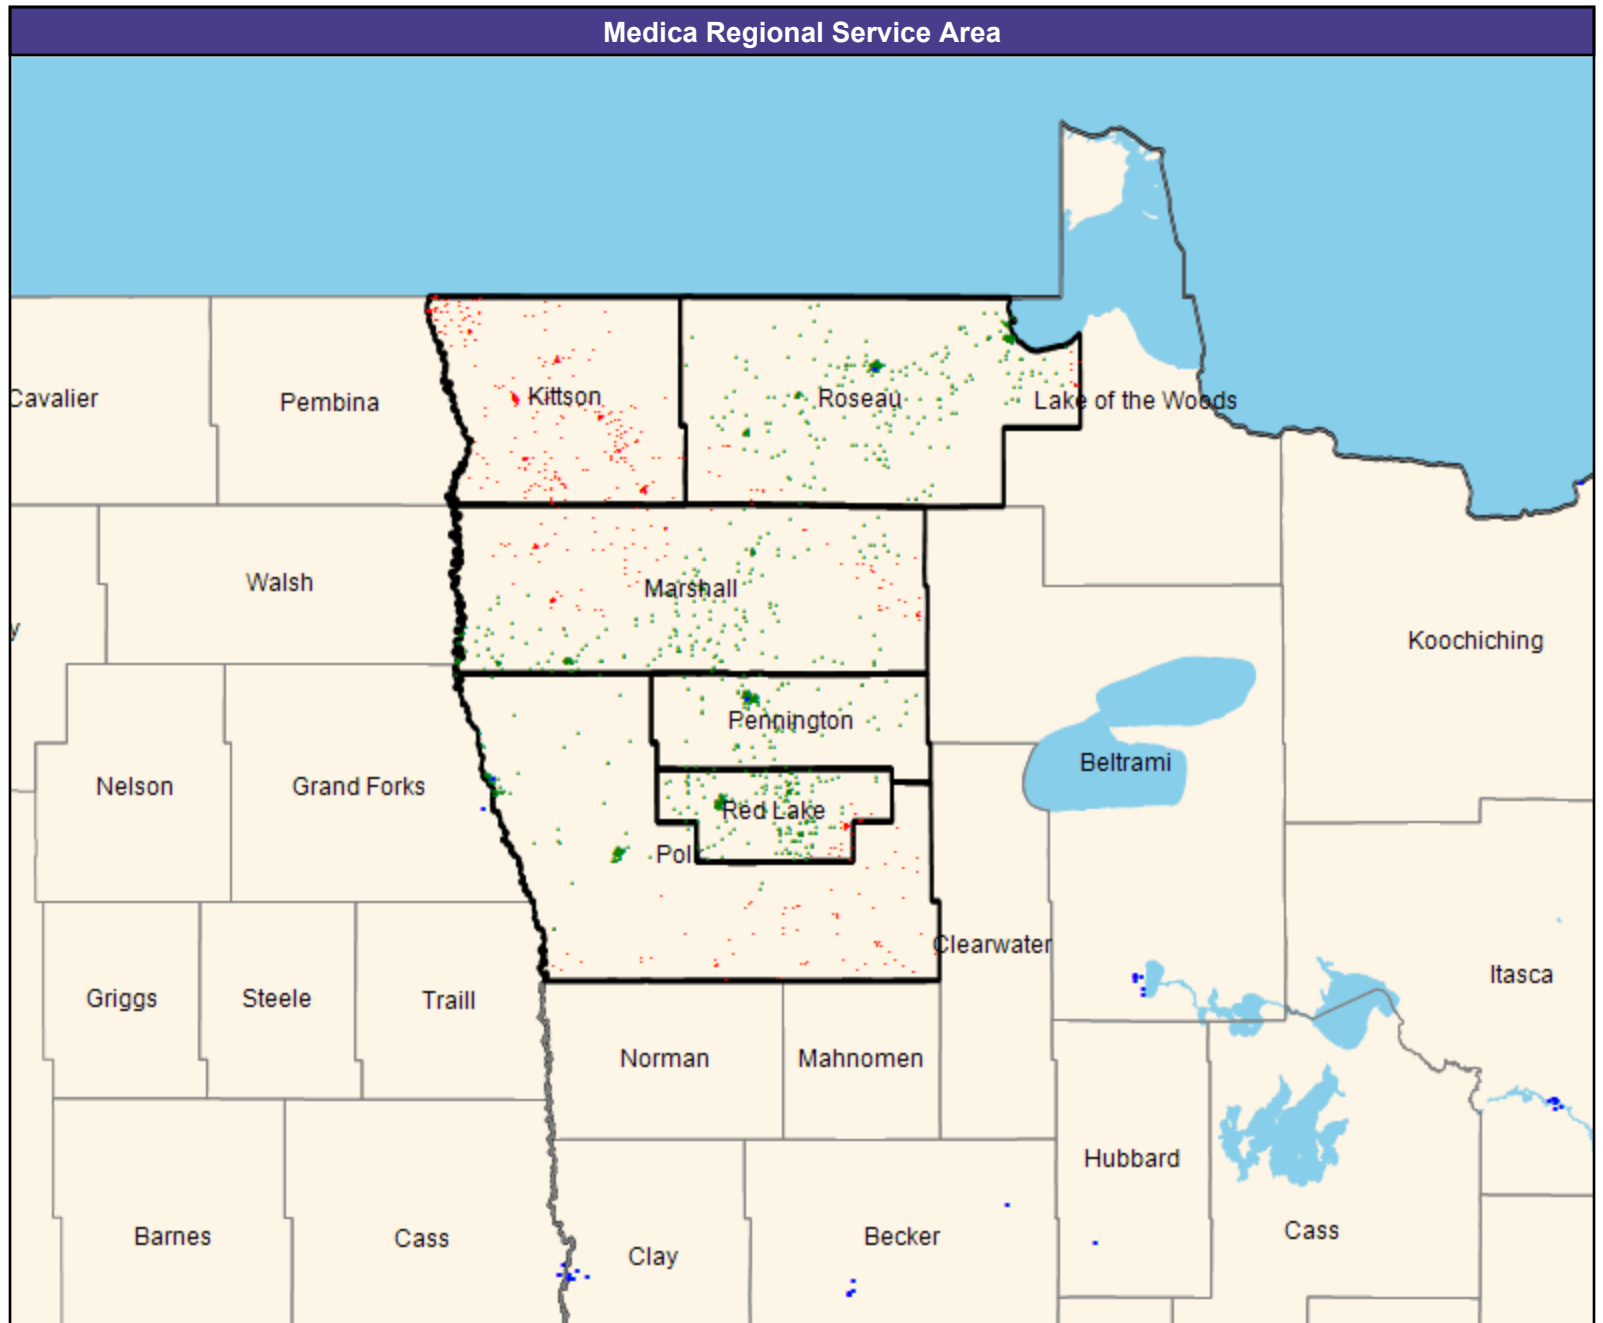 Medica Regional Service Area
Cavalier
Pembina
Kittson
Roseau
Lake of the Woods
Walsh
Marshall
y
Koochiching
Nelson
Grand Forks
Pennington
Beltrami
Red Lake
Pol
Clearwater
Griggs
Steele
Traill
Itasca
Norman
Mahnomen
Hubbard
Barnes
Cass
Clay
Becker
Cass